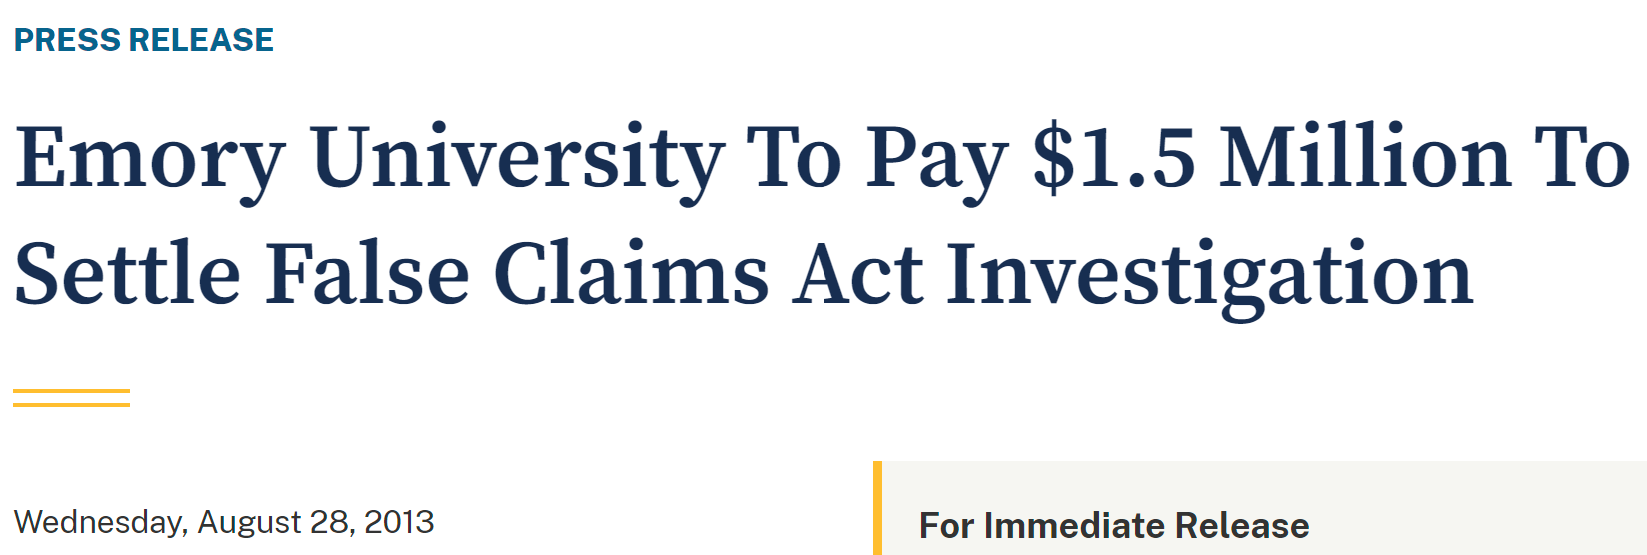 PRESS RELEASE
Emory University To Pay $1.5 Million To
Settle False Claims Act Investigation
Wednesday, August 28, 2013
For Immediate Release